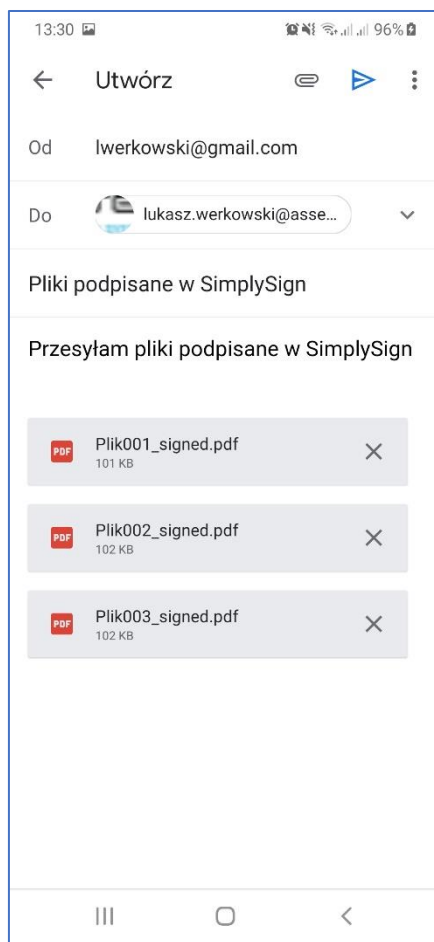 13:30 96%
Utwórz
Od lwerkowski@gmail.com
Do lukasz.werkowski@asse...
Pliki podpisane w SimplySign
Przesyłam pliki podpisane w SimplySign
PDF Plik001_signed.pdf
101 KB
PDF Plik002_signed.pdf
102 KB
PDF Plik003_signed.pdf
102 KB